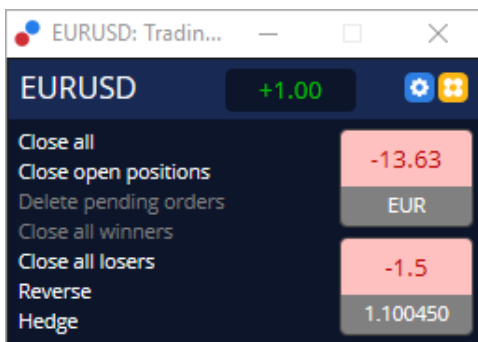 EURUSD: Tradin...
EURUSD +1.00
Close all
Close open positions
Delete pending orders
Close all winners
Close all losers
Reverse
Hedge
-13.63
EUR
-1.5
1.100450